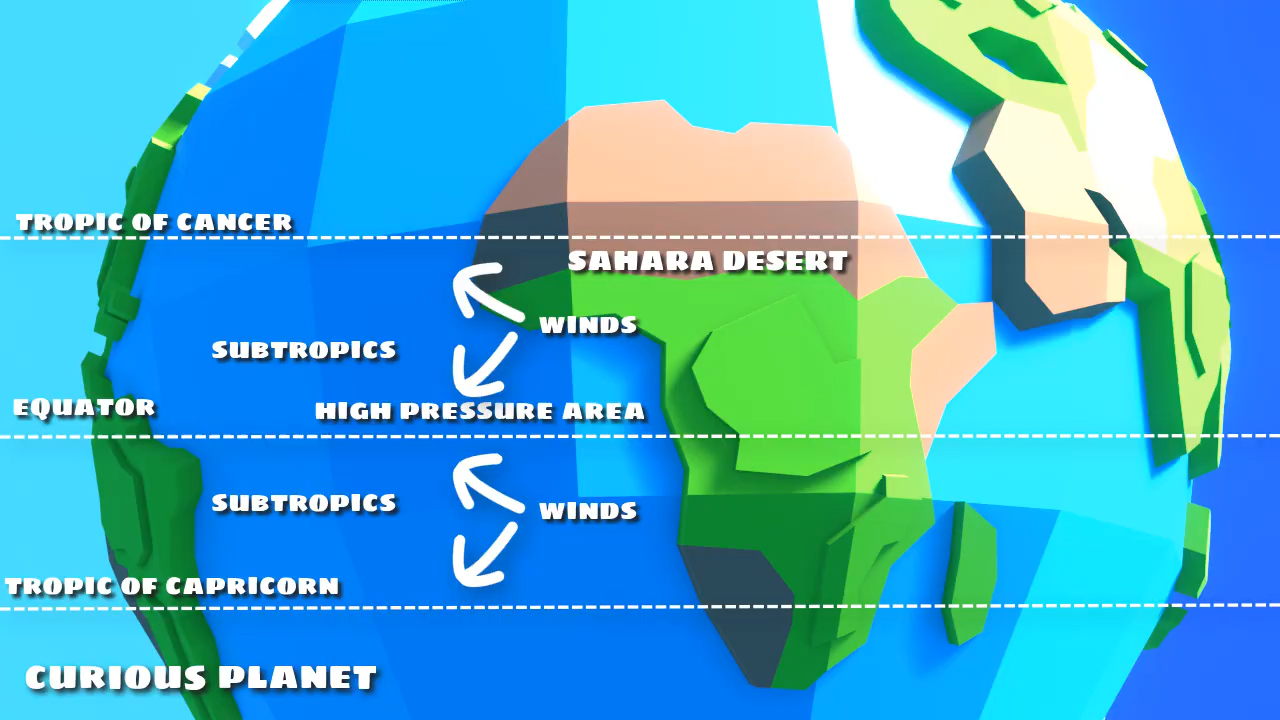 TROPIC OF CANCER
SAHARA DESERT
WINDS
SUBTROPICS
EQUATOR
HIGH PRESSURE AREA
SUBTROPICS
WINDS
TROPIC OF CAPRICORN
CURIOUS PLANET